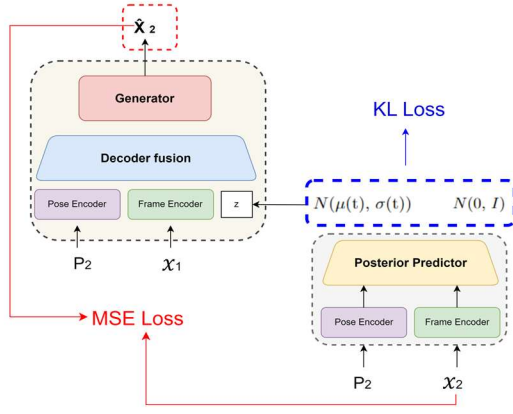 X̂ 2
Generator
KL Loss
Decoder fusion
Pose Encoder
Frame Encoder
z
N(μ(t), σ(t))
N(0, I)
P2
x1
Posterior Predictor
MSE Loss
Pose Encoder
Frame Encoder
P2
x2